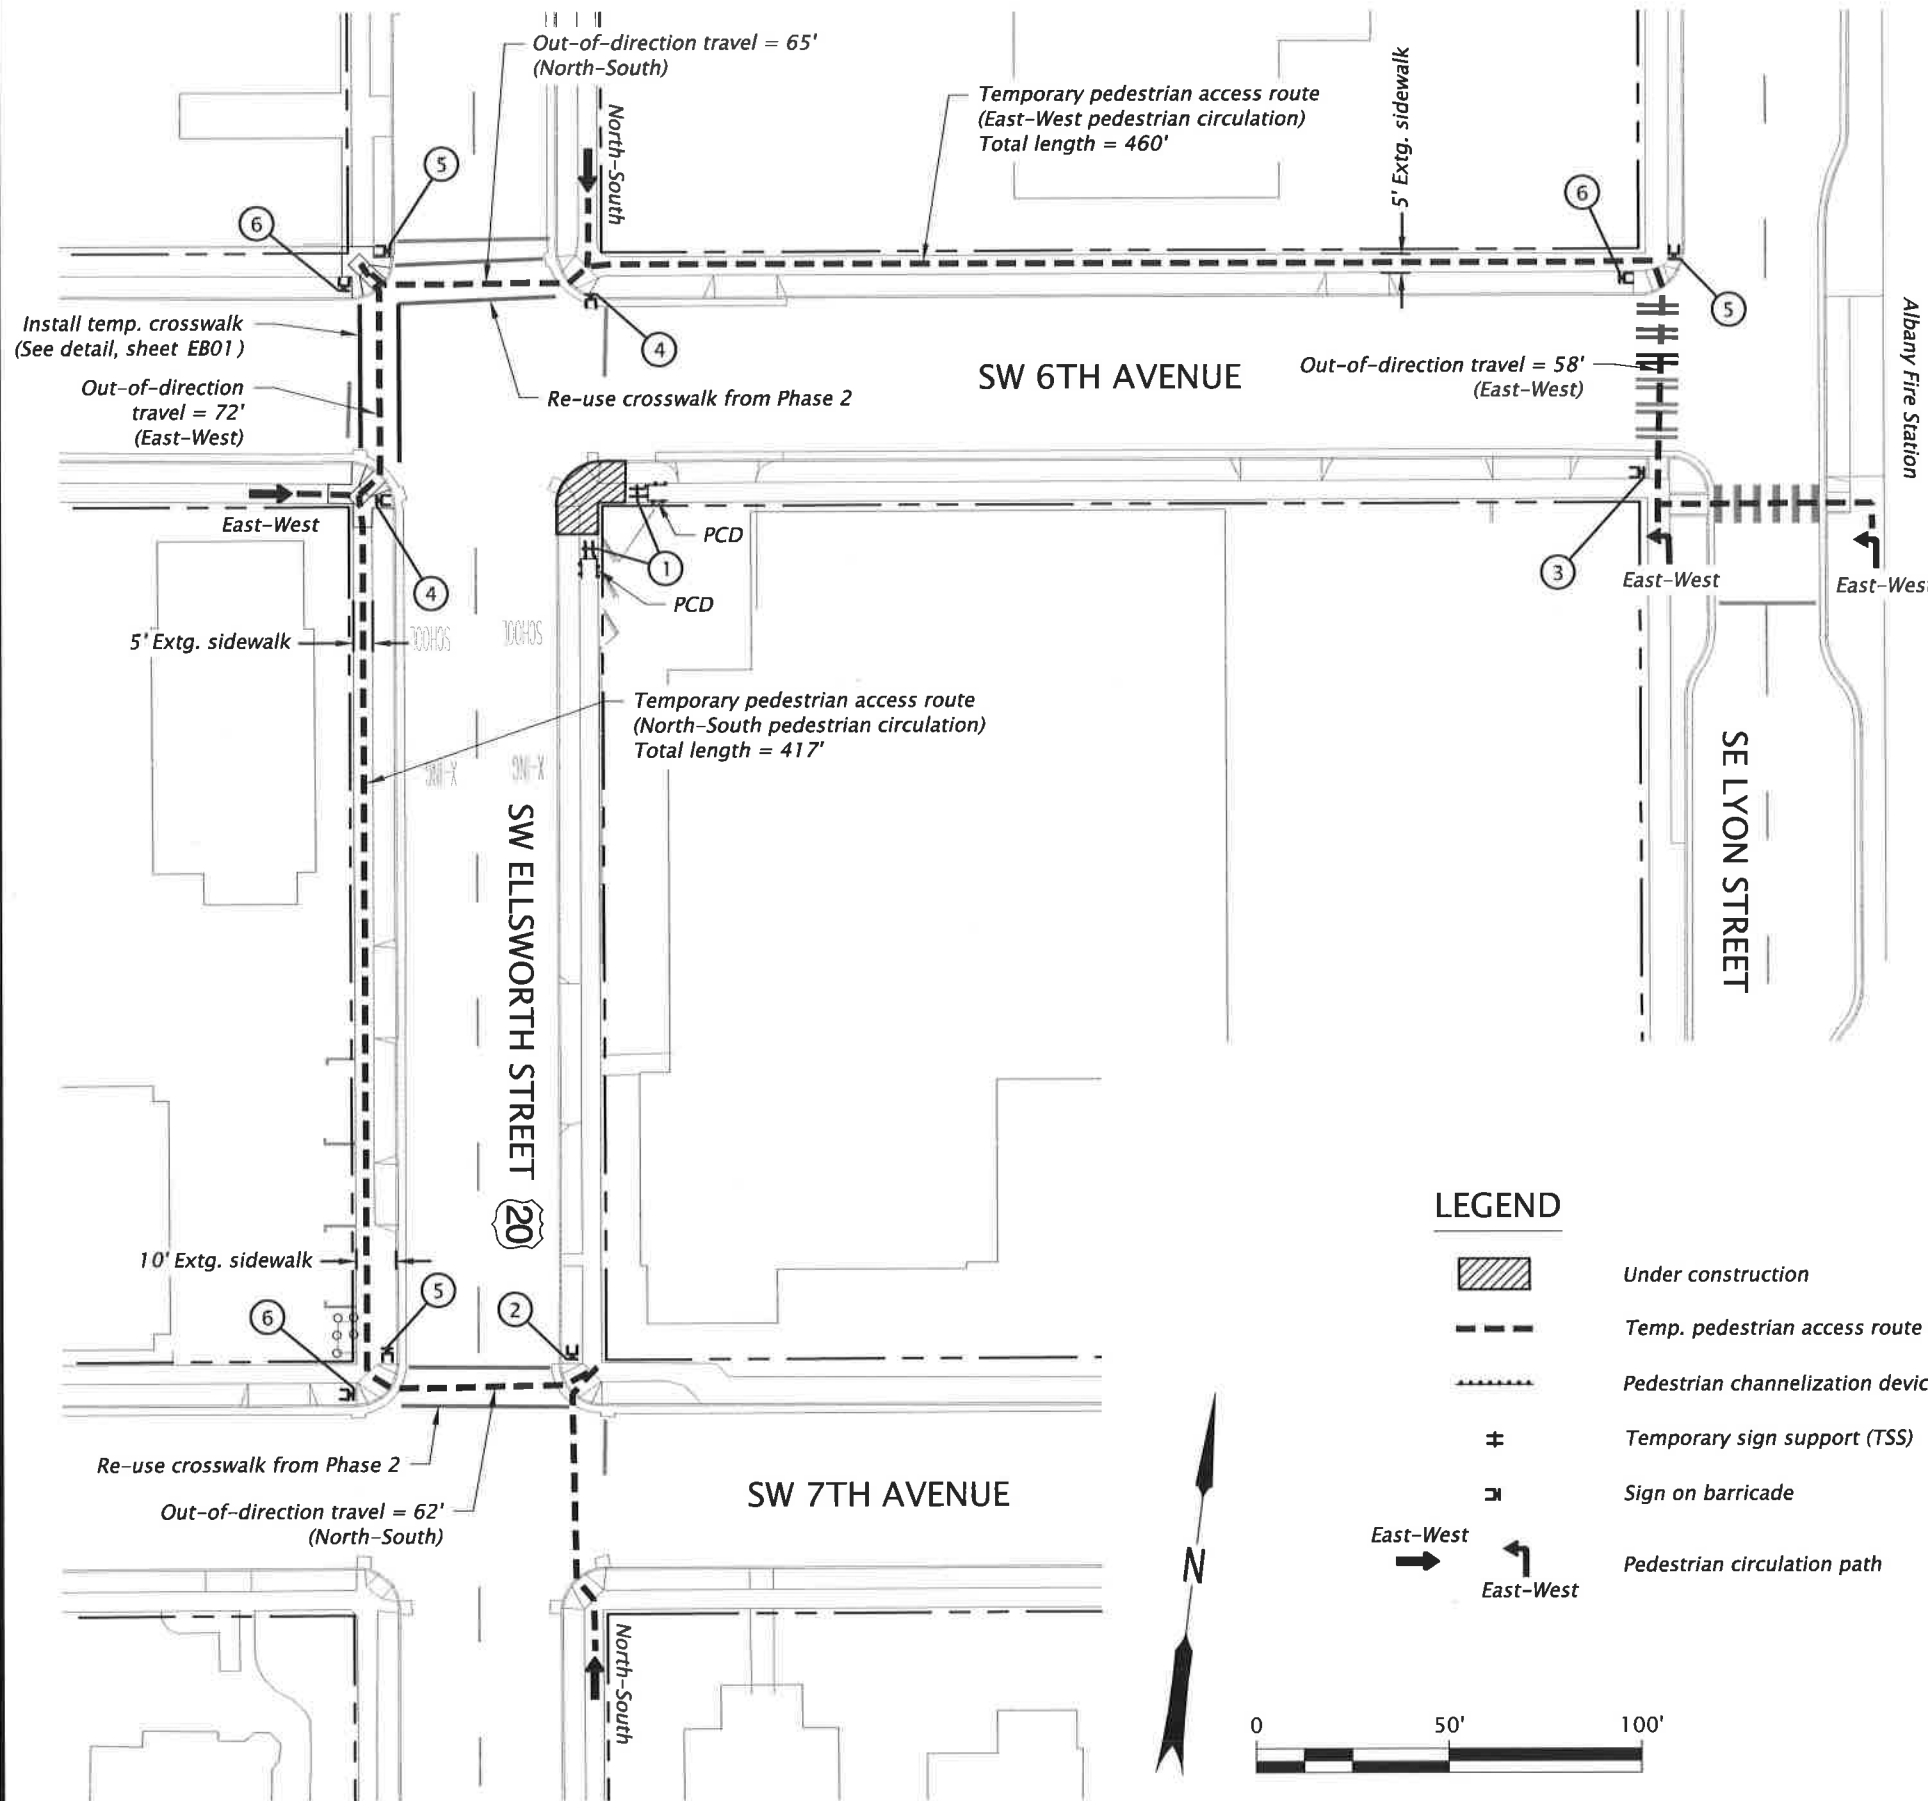 Out-of-direction travel = 65'
(North-South)
North-South
Temporary pedestrian access route
(East-West pedestrian circulation)
Total length = 460'
5' Extg. sidewalk
5
6
6
5
4
Install temp. crosswalk
(See detail, sheet EB01)
Out-of-direction
travel = 72'
(East-West)
Re-use crosswalk from Phase 2
SW 6TH AVENUE
Out-of-direction travel = 58'
(East-West)
Albany Fire Station
East-West
PCD
1
PCD
4
3
East-West
East-Wes
5' Extg. sidewalk
SCHOOL
SCHOOL
Temporary pedestrian access route
(North-South pedestrian circulation)
Total length = 417'
X-ING
X-ING
SW ELLSWORTH STREET
20
SE LYON STREET
10' Extg. sidewalk
5
2
6
Re-use crosswalk from Phase 2
Out-of-direction travel = 62'
(North-South)
SW 7TH AVENUE
North-South
N
LEGEND
Under construction
Temp. pedestrian access route
Pedestrian channelization devic
Temporary sign support (TSS)
Sign on barricade
East-West
East-West
Pedestrian circulation path
0
50'
100'